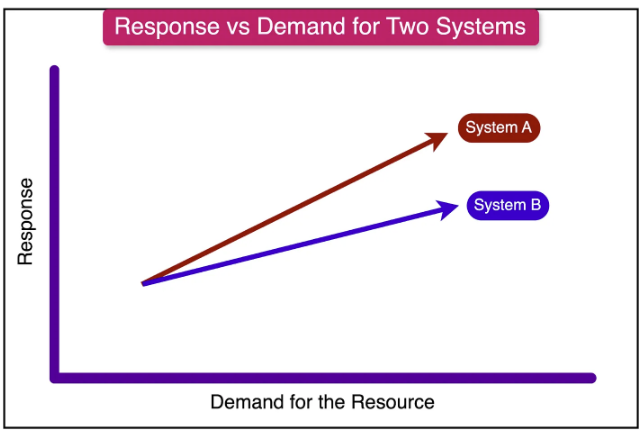 Response vs Demand for Two Systems
System A
System B
Response
Demand for the Resource